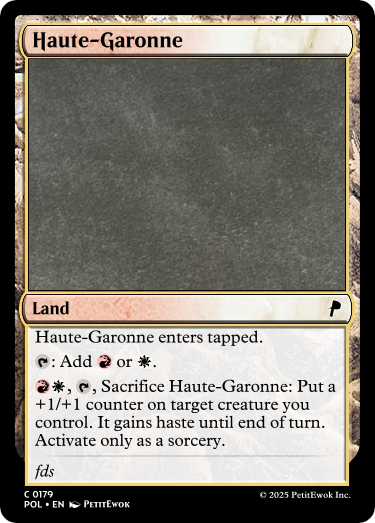 Haute-Garonne
Land
Haute-Garonne enters tapped.
: Add or .
, , Sacrifice Haute-Garonne: Put a
+1/+1 counter on target creature you
control. It gains haste until end of turn.
Activate only as a sorcery.
fds
C 0179
POL • EN PetitEwok
© 2025 PetitEwok Inc.